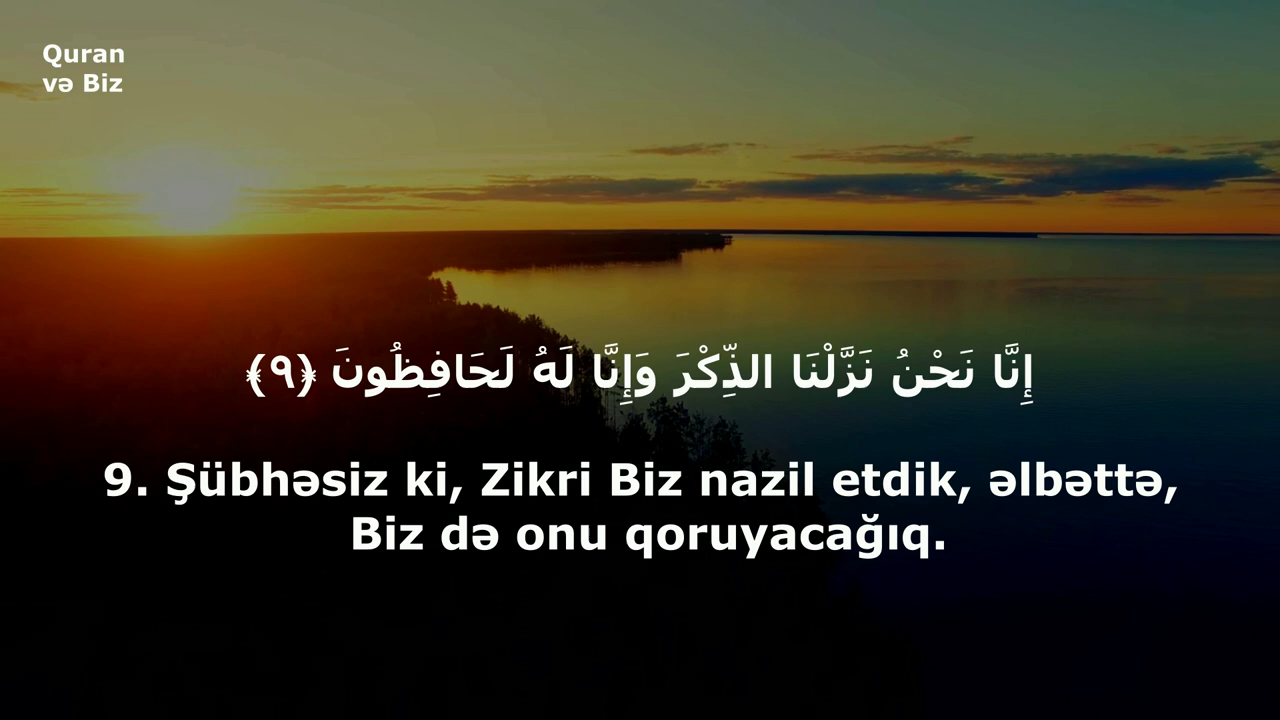 Quran
və Biz
إِنَّا نَحْنُ نَزَّلْنَا الذِّكْرَ وَإِنَّا لَهُ لَحَافِظُونَ ﴿٩﴾
9. Şübhəsiz ki, Zikri Biz nazil etdik, əlbəttə,
Biz də onu qoruyacağıq.